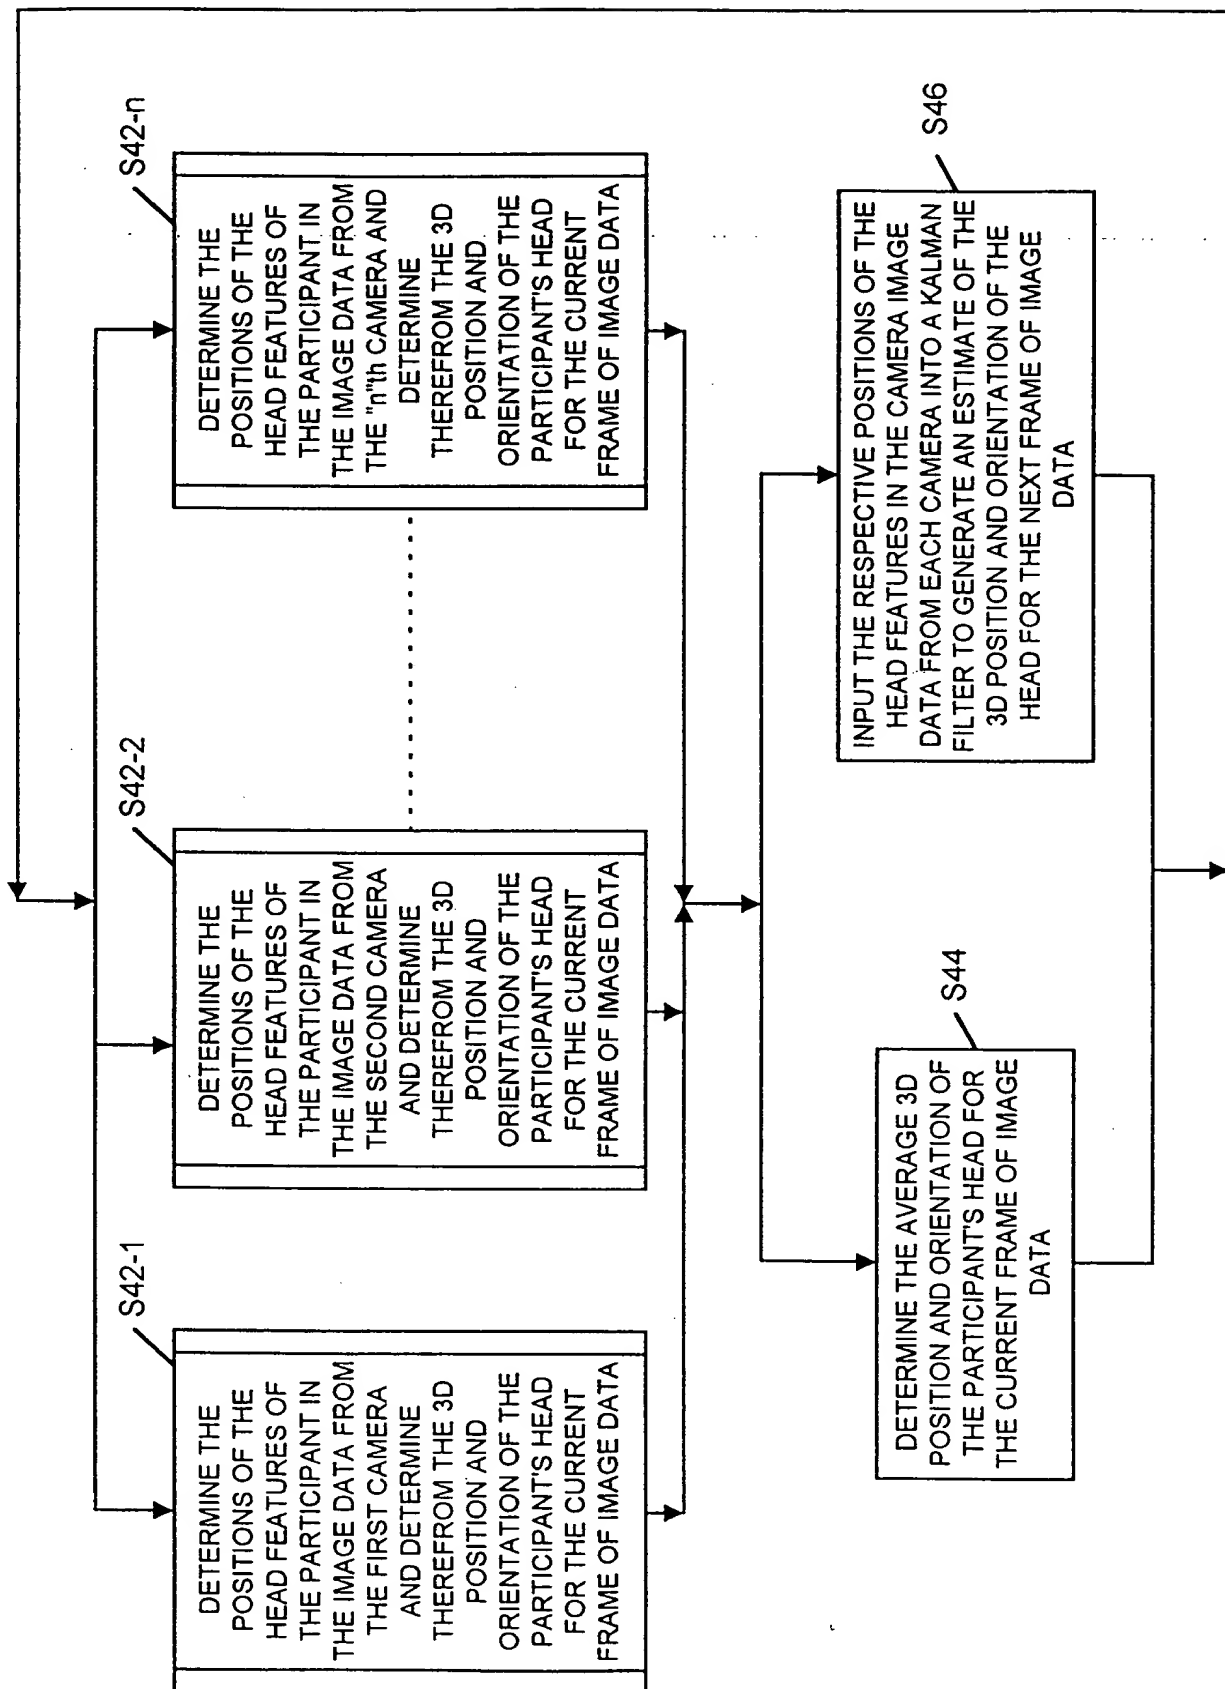 S42-1
DETERMINE THE
POSITIONS OF THE
HEAD FEATURES OF
THE PARTICIPANT IN
THE IMAGE DATA FROM
THE FIRST CAMERA
AND DETERMINE
THEREFROM THE 3D
POSITION AND
ORIENTATION OF THE
PARTICIPANT'S HEAD
FOR THE CURRENT
FRAME OF IMAGE DATA
S42-2
DETERMINE THE
POSITIONS OF THE
HEAD FEATURES OF
THE PARTICIPANT IN
THE IMAGE DATA FROM
THE SECOND CAMERA
AND DETERMINE
THEREFROM THE 3D
POSITION AND
ORIENTATION OF THE
PARTICIPANT'S HEAD
FOR THE CURRENT
FRAME OF IMAGE DATA
S42-n
DETERMINE THE
POSITIONS OF THE
HEAD FEATURES OF
THE PARTICIPANT IN
THE IMAGE DATA FROM
THE "n"th CAMERA AND
DETERMINE
THEREFROM THE 3D
POSITION AND
ORIENTATION OF THE
PARTICIPANT'S HEAD
FOR THE CURRENT
FRAME OF IMAGE DATA
S44
DETERMINE THE AVERAGE 3D
POSITION AND ORIENTATION OF
THE PARTICIPANT'S HEAD FOR
THE CURRENT FRAME OF IMAGE
DATA
S46
INPUT THE RESPECTIVE POSITIONS OF THE
HEAD FEATURES IN THE CAMERA IMAGE
DATA FROM EACH CAMERA INTO A KALMAN
FILTER TO GENERATE AN ESTIMATE OF THE
3D POSITION AND ORIENTATION OF THE
HEAD FOR THE NEXT FRAME OF IMAGE
DATA